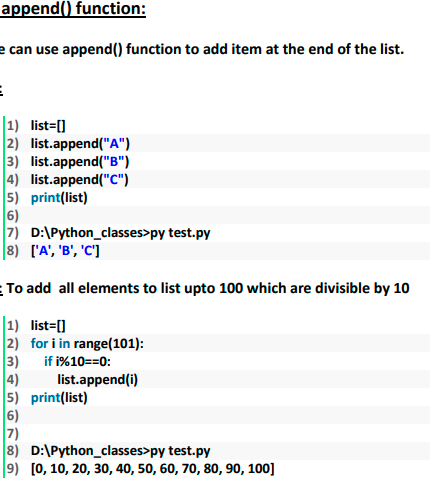 append() function:
e can use append() function to add item at the end of the list.
:
1) list=[]
2) list.append("A")
3) list.append("B")
4) list.append("C")
5) print(list)
6)
7) D:\Python_classes>py test.py
8) ['A', 'B', 'C']
: To add all elements to list upto 100 which are divisible by 10
1) list=[]
2) for i in range(101):
3) if i%10==0:
4) list.append(i)
5) print(list)
6)
7)
8) D:\Python_classes>py test.py
9) [0, 10, 20, 30, 40, 50, 60, 70, 80, 90, 100]